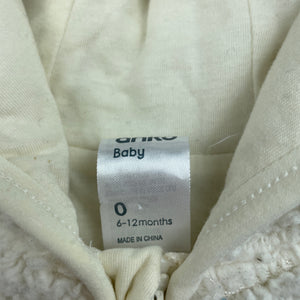 anko
Baby
0
6-12months
MADE IN CHINA